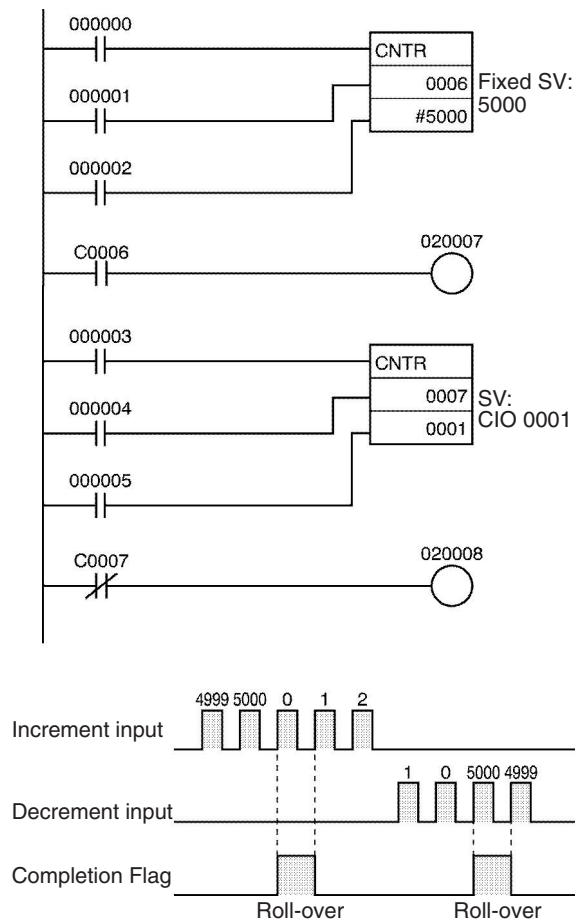 000000
CNTR
0006 Fixed SV:
000001
5000
#5000
000002
C0006
020007
000003
CNTR
000004
0007 SV:
0001 CIO 0001
000005
C0007
020008
4999 5000 0 1 2
Increment input
1 0 5000 4999
Decrement input
Completion Flag
Roll-over Roll-over